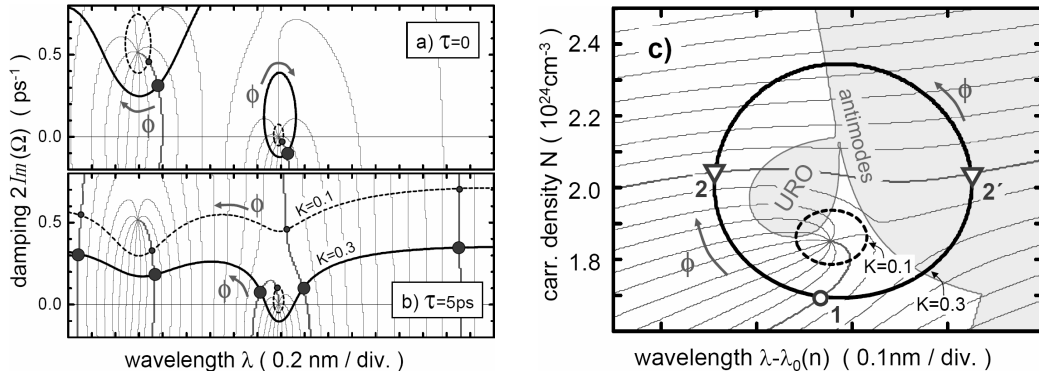 damping 2 Im(Ω) ( ps⁻¹ )
0.5
0.0
a) τ=0
ϕ
ϕ
0.5
0.0
b) τ=5ps
K=0.1
K=0.3
ϕ
ϕ
wavelength λ ( 0.2 nm / div. )
c)
carr. density N ( 10²⁴cm⁻³ )
2.4
2.2
2.0
1.8
antimodes
URO
ϕ
ϕ
2
2´
1
K=0.1
K=0.3
wavelength λ-λ₀(n) ( 0.1nm / div. )